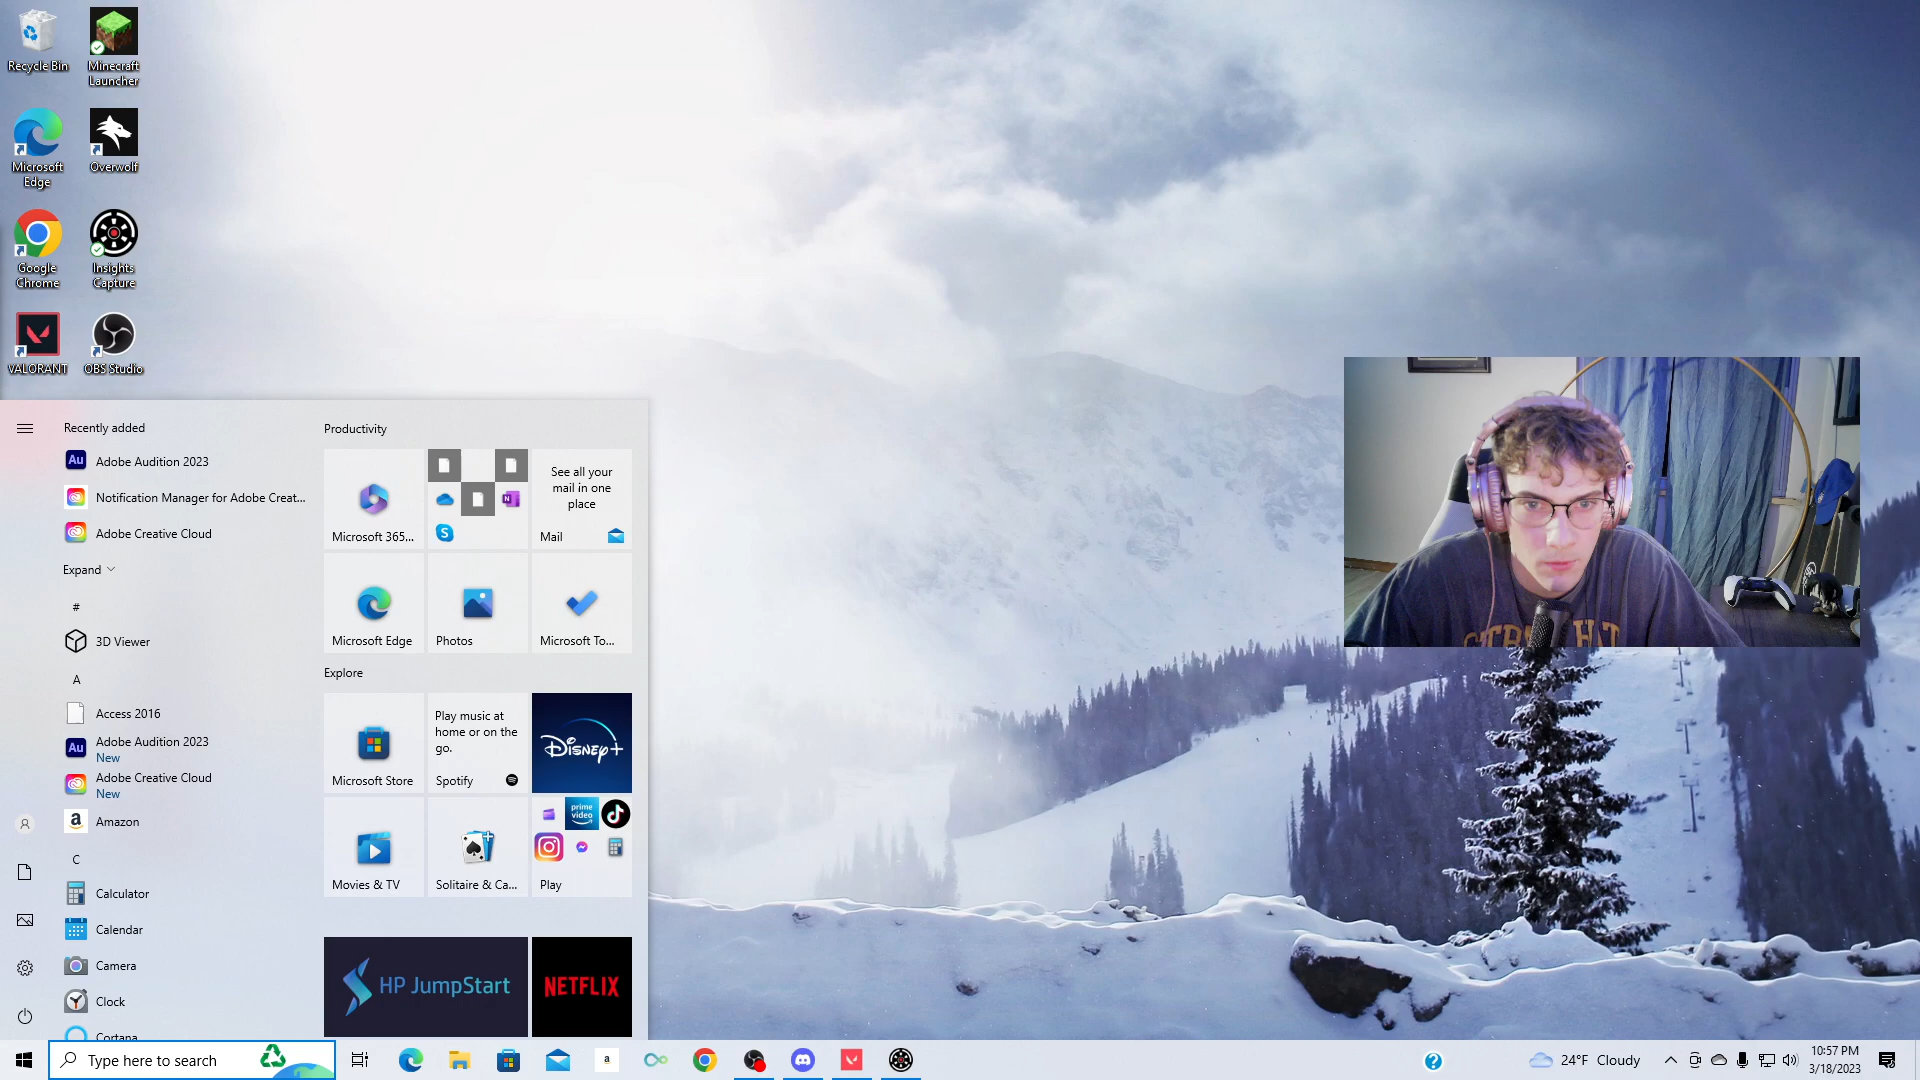 Recycle Bin
Minecraft
Launcher
Microsoft
Edge
Overwolf
Google
Chrome
Insights
Capture
VALORANT
OBS Studio
Recently added
Au
Adobe Audition 2023
Notification Manager for Adobe Creat...
Adobe Creative Cloud
Expand
#
3D Viewer
A
Access 2016
Au
Adobe Audition 2023
New
Adobe Creative Cloud
New
a
Amazon
C
Calculator
Calendar
Camera
Clock
Cortana
Productivity
Microsoft 365...
N
S
See all your
mail in one
place
Mail
Microsoft Edge
Photos
Microsoft To...
Explore
Microsoft Store
Play music at
home or on the
go.
Spotify
Disney+
Movies & TV
Solitaire & Ca...
prime
video
Play
HP JumpStart
NETFLIX
Type here to search
a
?
24°F Cloudy
10:57 PM
3/18/2023